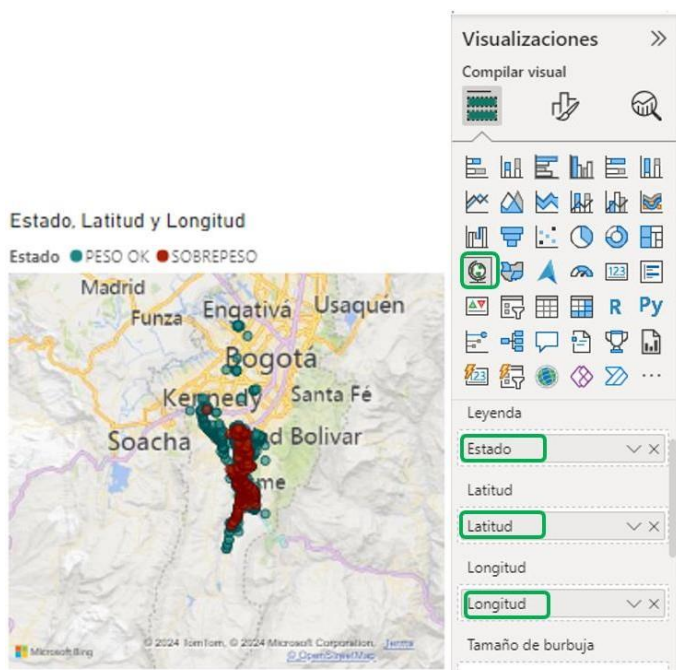 Visualizaciones
Compilar visual
123
R Py
123
Estado, Latitud y Longitud
Estado PESO OK SOBREPESO
Madrid
Funza
Engativá
Usaquén
Bogotá
Kennedy
Santa Fé
Soacha
d Bolivar
me
Microsoft Bing
© 2024 TomTom, © 2024 Microsoft Corporation, Terms
© OpenStreetMap
Leyenda
Estado
Latitud
Latitud
Longitud
Longitud
Tamaño de burbuja